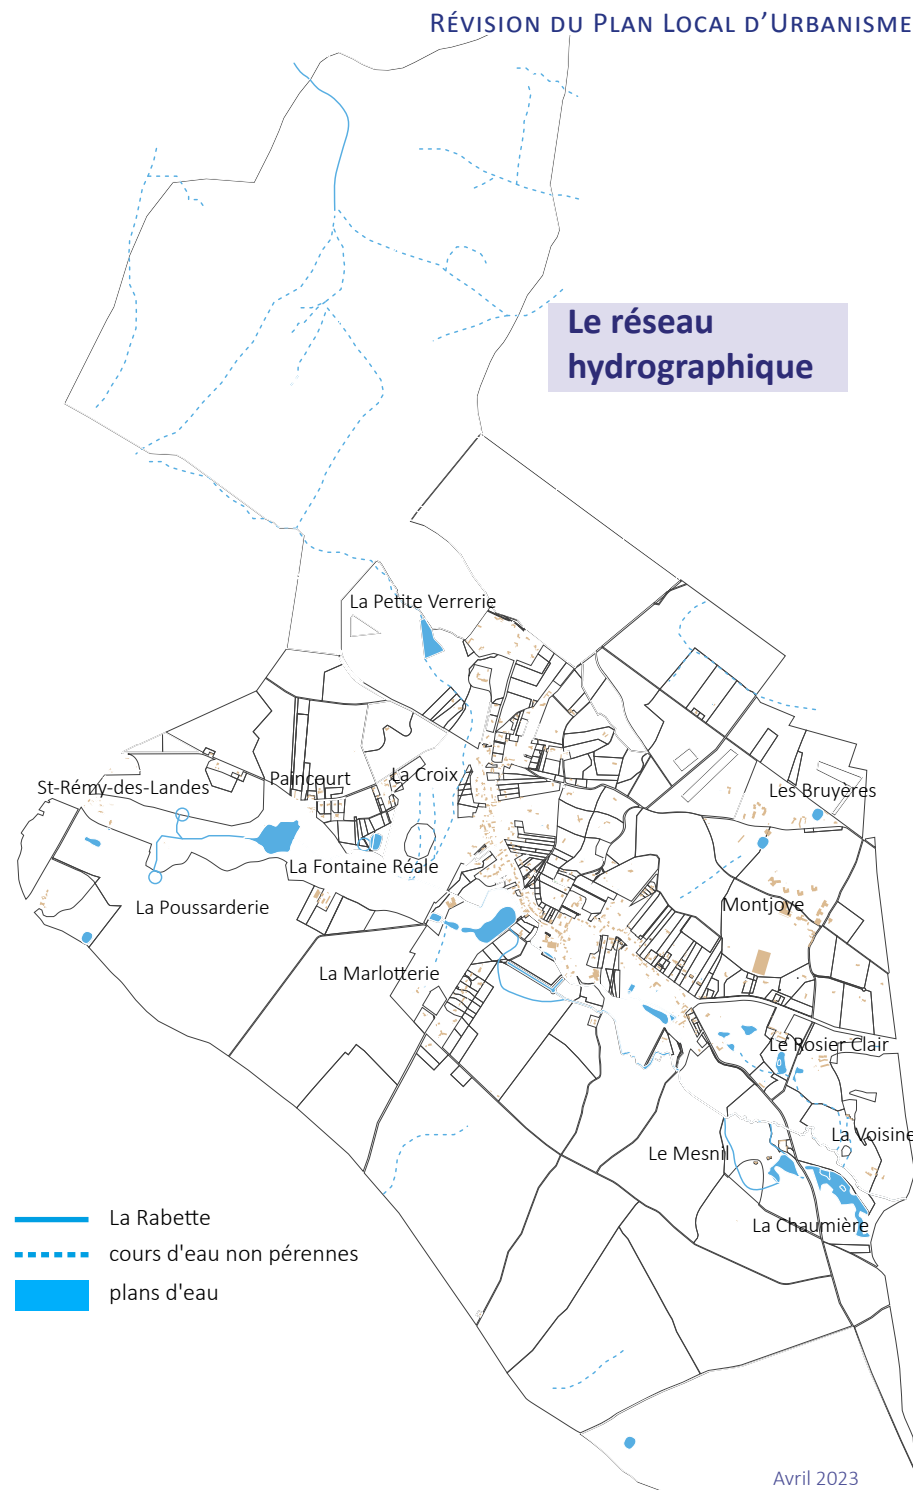 RÉVISION DU PLAN LOCAL D'URBANISME
Le réseau
hydrographique
La Petite Verrerie
St-Rémy-des-Landes
Paincourt
La Croix
Les Bruyères
La Fontaine Réale
La Poussarderie
Montjoye
La Marlotterie
Le Rosier Clair
La Voisine
Le Mesnil
La Chaumière
La Rabette
cours d'eau non pérennes
plans d'eau
Avril 2023